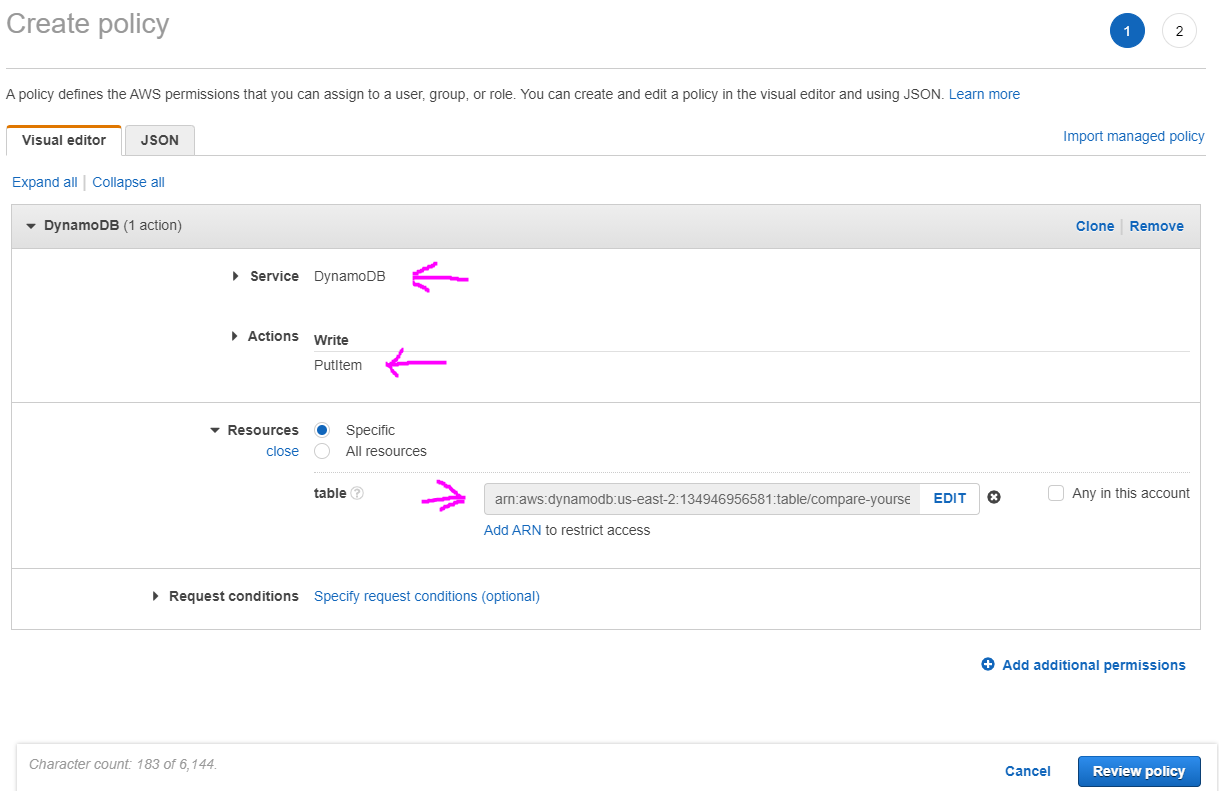 Create policy
1 2
A policy defines the AWS permissions that you can assign to a user, group, or role. You can create and edit a policy in the visual editor and using JSON. Learn more
Visual editor JSON
Import managed policy
Expand all Collapse all
DynamoDB (1 action) Clone Remove
Service DynamoDB
Actions Write
PutItem
Resources Specific
close All resources
table ? arn:aws:dynamodb:us-east-2:134946956581:table/compare-yourse EDIT Any in this account
Add ARN to restrict access
Request conditions Specify request conditions (optional)
Add additional permissions
Character count: 183 of 6,144.
Cancel Review policy